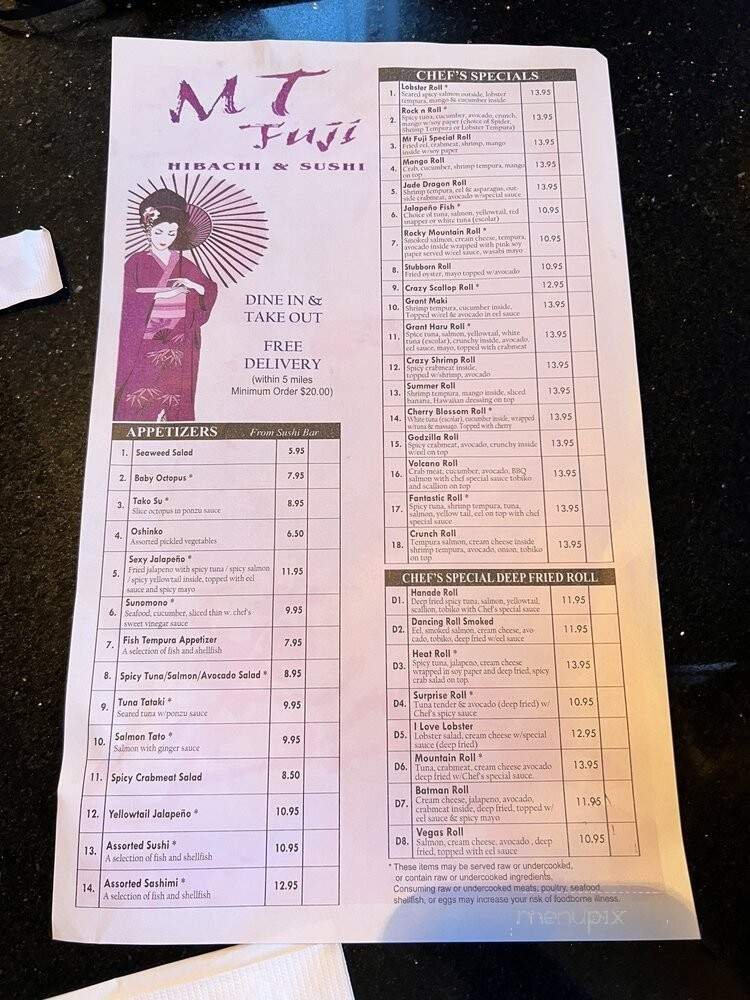 MT
Fuji
HIBACHI & SUSHI
DINE IN &
TAKE OUT
FREE
DELIVERY
(within 5 miles
Minimum Order $20.00)
APPETIZERS From Sushi Bar
1. Seaweed Salad 5.95
2. Baby Octopus * 7.95
3. Tako Su * 8.95
Slice octopus in ponzu sauce
4. Oshinko 6.50
Assorted pickled vegetables
5. Sexy Jalapeño * 11.95
Fried jalapeno with spicy tuna / spicy salmon
/ spicy yellowtail inside, topped with eel
sauce and spicy mayo
6. Sunomono * 9.95
Seafood, cucumber, sliced thin w. chef's
sweet vinegar sauce
7. Fish Tempura Appetizer 7.95
A selection of fish and shellfish
8. Spicy Tuna/Salmon/Avocado Salad * 8.95
9. Tuna Tataki * 9.95
Seared tuna w/ponzu sauce
10. Salmon Tato * 9.95
Salmon with ginger sauce
11. Spicy Crabmeat Salad 8.50
12. Yellowtail Jalapeño * 10.95
13. Assorted Sushi * 10.95
A selection of fish and shellfish
14. Assorted Sashimi * 12.95
A selection of fish and shellfish
CHEF'S SPECIALS
1. Lobster Roll * 13.95
Seared spicy salmon outside, lobster
tempura, mango & cucumber inside
2. Rock n Roll * 13.95
Spicy tuna, cucumber, avocado, crunch,
mango w/soy paper (choice of Spider,
Shrimp Tempura or Lobster Tempura)
3. Mt Fuji Special Roll 13.95
Fried eel, crabmeat, shrimp, mango
inside w/soy paper
4. Mango Roll 13.95
Crab, cucumber, shrimp tempura, mango
on top
5. Jade Dragon Roll 13.95
Shrimp tempura, eel & asparagus, out-
side crabmeat, avocado w/special sauce
6. Jalapeño Fish * 10.95
Choice of tuna, salmon, yellowtail, red
snapper or white tuna (escolar)
7. Rocky Mountain Roll * 10.95
Smoked salmon, cream cheese, tempura,
avocado inside wrapped with pink soy
paper served w/eel sauce, wasabi mayo
8. Stubborn Roll 10.95
Fried oyster, mayo topped w/avocado
9. Crazy Scallop Roll * 12.95
10. Grant Maki 13.95
Shrimp tempura, cucumber inside,
Topped w/eel & avocado in eel sauce
11. Grant Haru Roll * 13.95
Spice tuna, salmon, yellowtail, white
tuna (escolar), crunchy inside, avocado,
eel sauce, mayo, topped with crabmeat
12. Crazy Shrimp Roll 13.95
Spicy crabmeat inside,
topped w/shrimp, avocado
13. Summer Roll 13.95
Shrimp tempura, mango inside, sliced
banana, Hawaiian dressing on top
14. Cherry Blossom Roll * 13.95
White tuna (escolar), cucumber inside, wrapped
w/tuna & massago. Topped with cherry
15. Godzilla Roll 13.95
Spicy crabmeat, avocado, crunchy inside
w/eel on top
16. Volcano Roll 13.95
Crab meat, cucumber, avocado, BBQ
salmon with chef special sauce tobiko
and scallion on top
17. Fantastic Roll * 13.95
Spicy tuna, shrimp tempura, tuna,
salmon, yellow tail, eel on top with chef
special sauce
18. Crunch Roll 13.95
Tempura salmon, cream cheese inside
shrimp tempura, avocado, onion, tobiko
on top
CHEF'S SPECIAL DEEP FRIED ROLL
D1. Hanade Roll 11.95
Deep fried spicy tuna, salmon, yellowtail,
scallion, tobiko with Chef's special sauce
D2. Dancing Roll Smoked 11.95
Eel, smoked salmon, cream cheese, avo-
cado, tobiko, deep fried w/eel sauce
D3. Heat Roll * 13.95
Spicy tuna, jalapeno, cream cheese
wrapped in soy paper and deep fried, spicy
crab salad on top.
D4. Surprise Roll * 10.95
Tuna tender & avocado (deep fried) w/
Chef's spicy sauce
D5. I Love Lobster 12.95
Lobster salad, cream cheese w/special
sauce (deep fried)
D6. Mountain Roll * 13.95
Tuna, crabmeat, cream cheese avocado
deep fried w/Chef's special sauce.
D7. Batman Roll 11.95
Cream cheese, jalapeno, avocado,
crabmeat inside, deep fried, topped w/
eel sauce & spicy mayo
D8. Vegas Roll 10.95
Salmon, cream cheese, avocado , deep
fried, topped with eel sauce
* These items may be served raw or undercooked,
or contain raw or undercooked ingredients.
Consuming raw or undercooked meats, poultry, seafood,
shellfish, or eggs may increase your risk of foodborne illness.
menupix